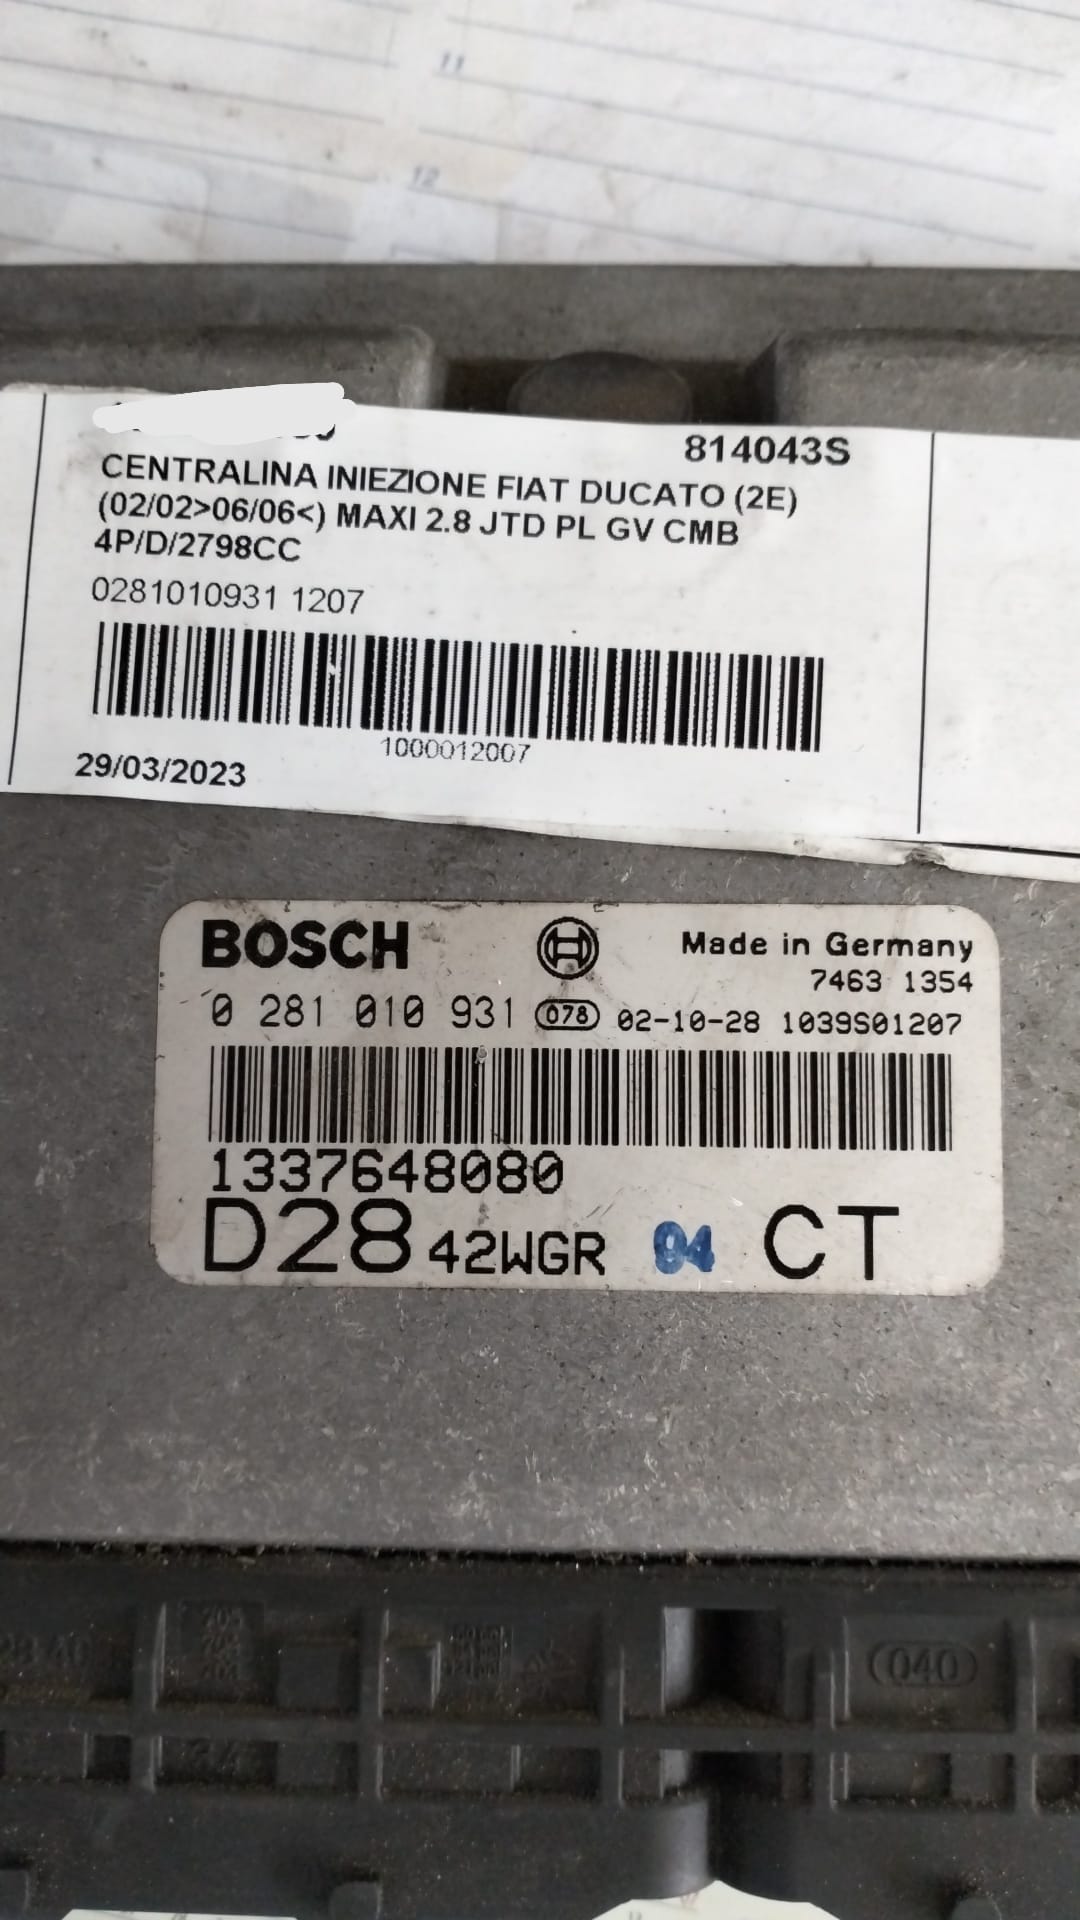 11
12
814043S
CENTRALINA INIEZIONE FIAT DUCATO (2E)
(02/02>06/06<) MAXI 2.8 JTD PL GV CMB
4P/D/2798CC
0281010931 1207
1000012007
29/03/2023
BOSCH Made in Germany
7463 1354
0 281 010 931 078 02-10-28 1039S01207
1337648080
D28 42WGR 04 CT
040